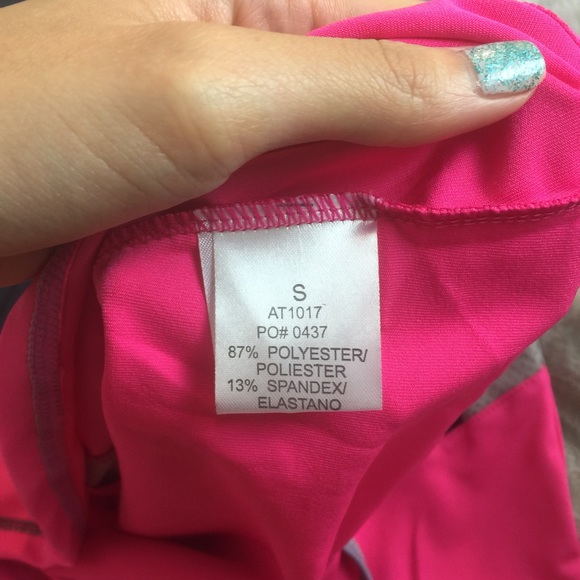 S
AT1017
PO# 0437
87% POLYESTER/
POLIESTER
13% SPANDEX/
ELASTANO